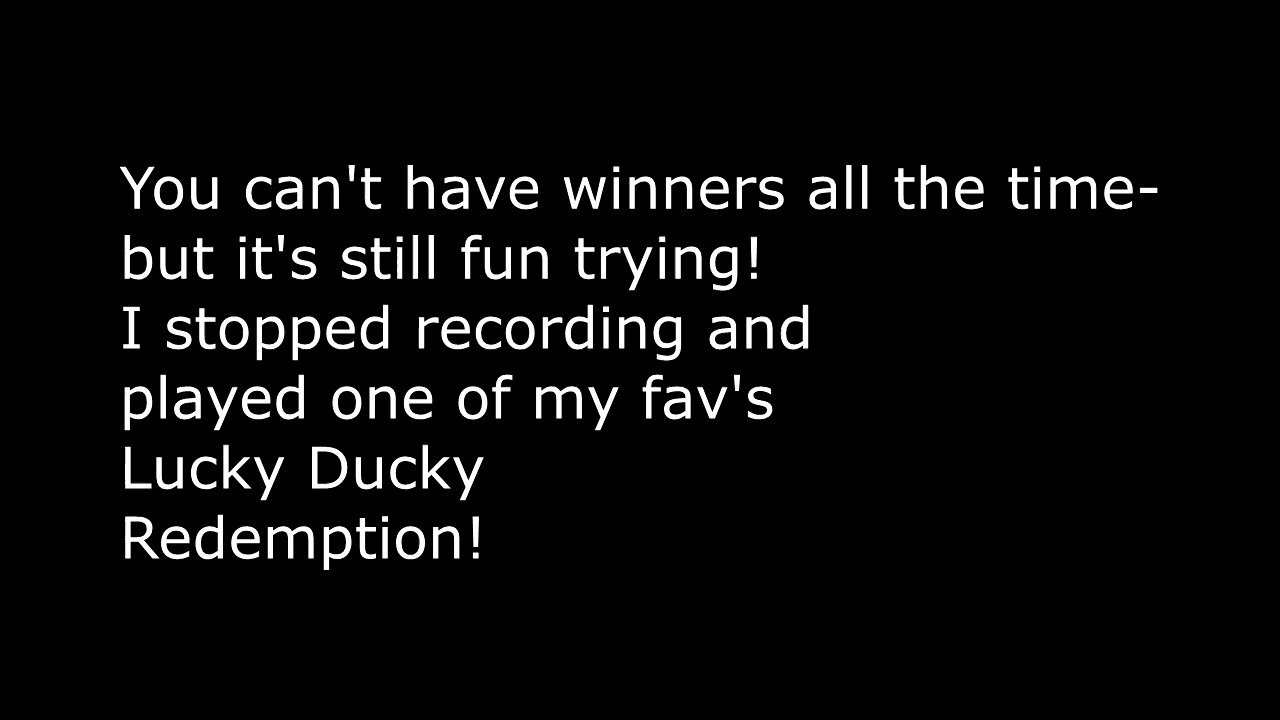 You can't have winners all the time-
but it's still fun trying!
I stopped recording and
played one of my fav's
Lucky Ducky
Redemption!